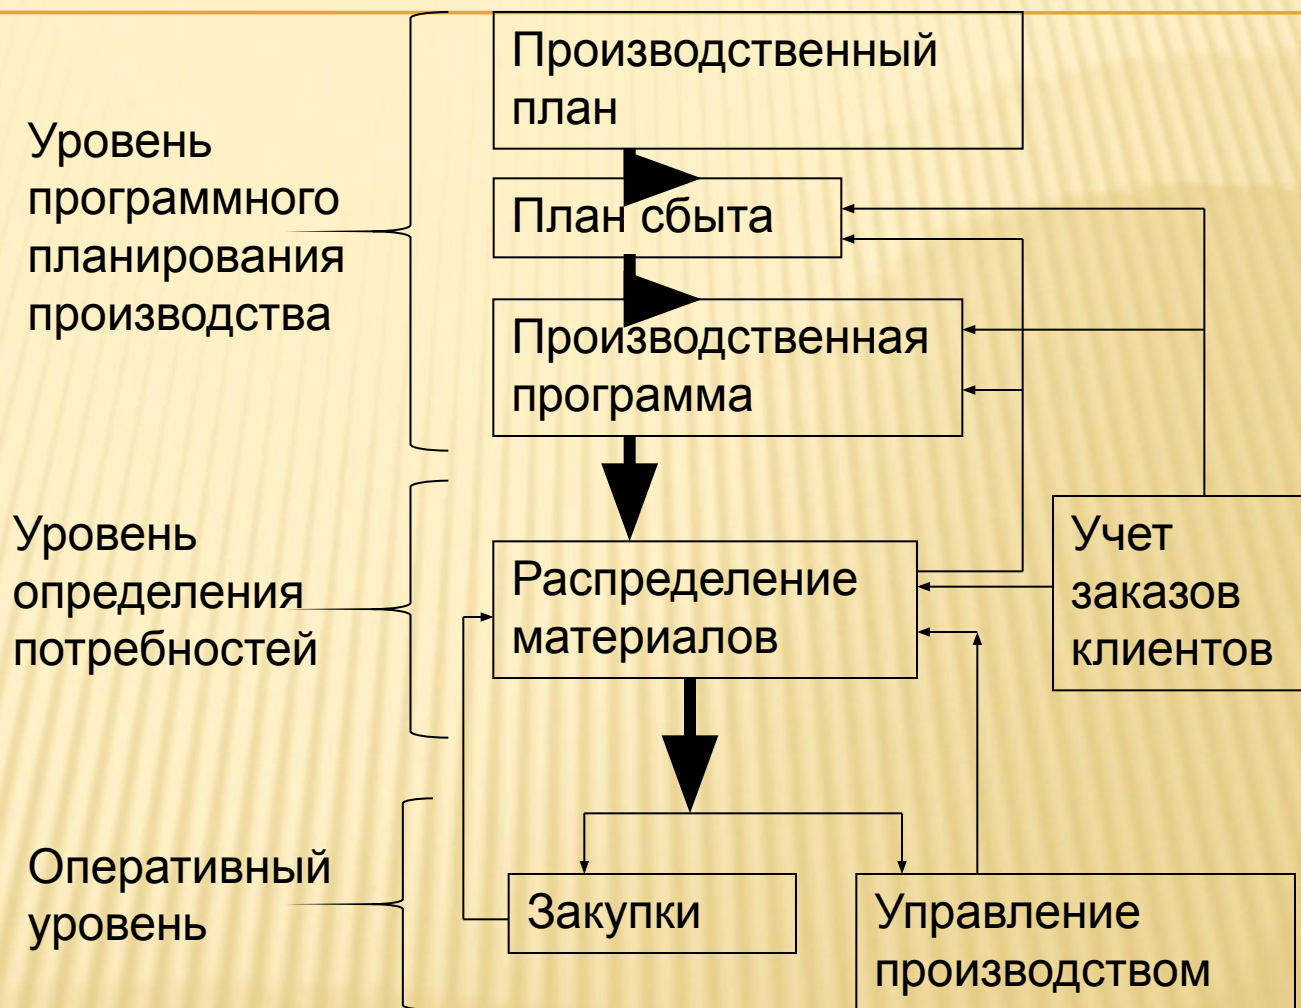 Производственный
план
Уровень
программного
планирования
производства
План сбыта
Производственная
программа
Уровень
определения
потребностей
Распределение
материалов
Учет
заказов
клиентов
Оперативный
уровень
Закупки
Управление
производством